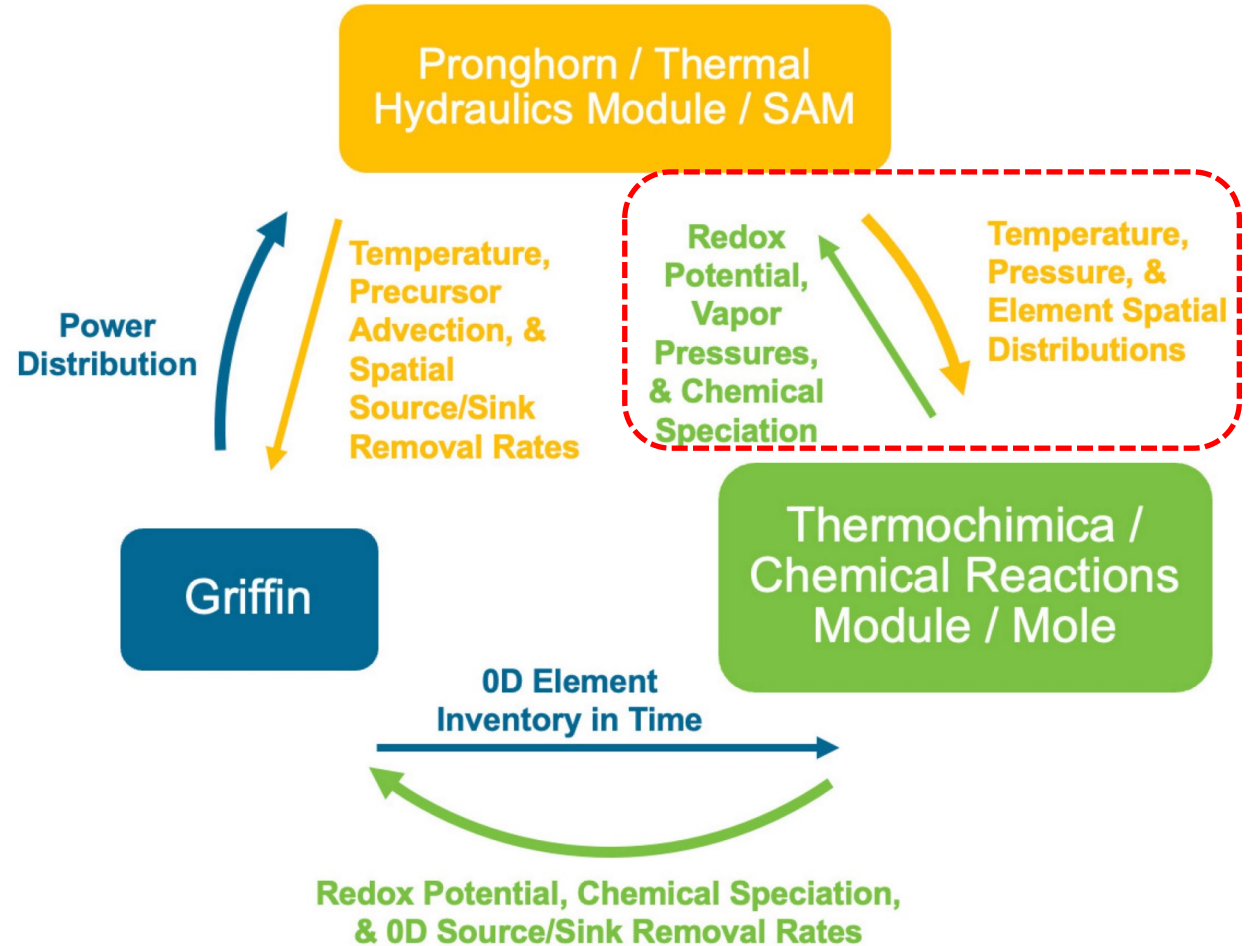 Pronghorn / Thermal
Hydraulics Module / SAM
Power
Distribution
Temperature,
Precursor
Advection, &
Spatial
Source/Sink
Removal Rates
Redox
Potential,
Vapor
Pressures,
& Chemical
Speciation
Temperature,
Pressure, &
Element Spatial
Distributions
Griffin
Thermochimica /
Chemical Reactions
Module / Mole
0D Element
Inventory in Time
Redox Potential, Chemical Speciation,
& 0D Source/Sink Removal Rates